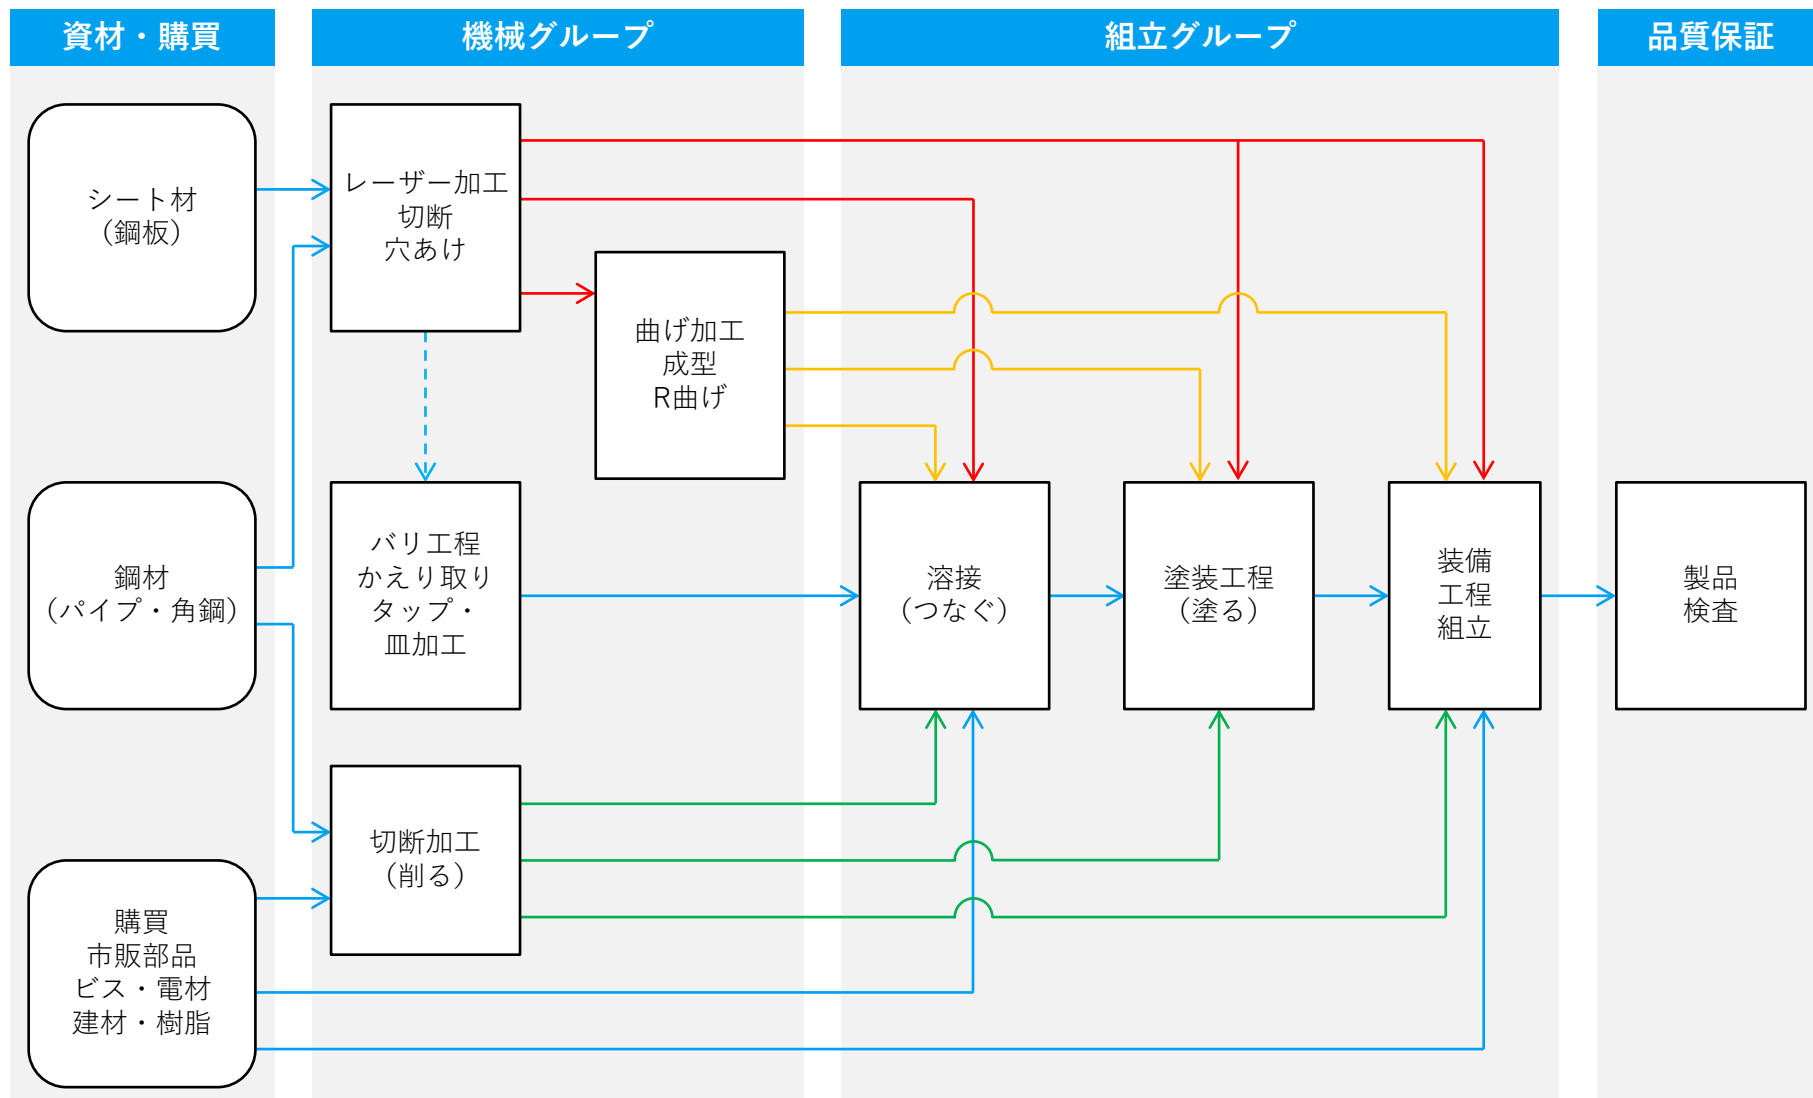 資材・購買
機械グループ
組立グループ
品質保証
シート材
（鋼板）
鋼材
（パイプ・角鋼）
購買
市販部品
ビス・電材
建材・樹脂
レーザー加工
切断
穴あけ
曲げ加工
成型
R曲げ
バリ工程
かえり取り
タップ・
皿加工
切断加工
（削る）
溶接
（つなぐ）
塗装工程
（塗る）
装備
工程
組立
製品
検査